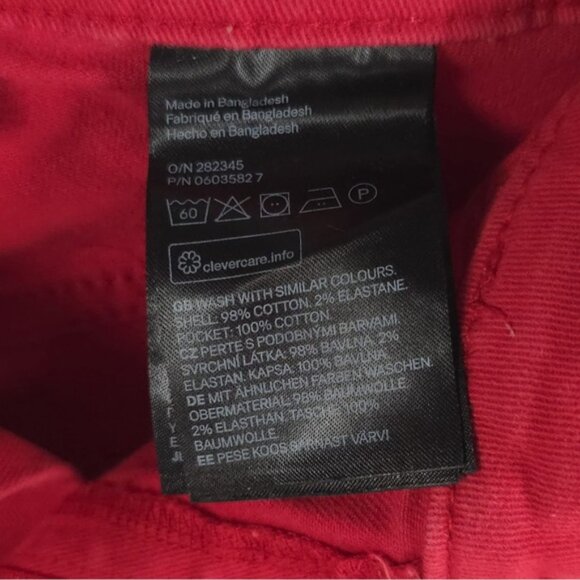 Made in Bangladesh
Fabriqué en Bangladesh
Hecho en Bangladesh
O/N 282345
P/N 0603582 7
60 P
clevercare.info
GB WASH WITH SIMILAR COLOURS.
SHELL: 98% COTTON. 2% ELASTANE.
POCKET: 100% COTTON
CZ PERTE S PODOBNÝMI BARVAMI
SVRCHNÍ LÁTKA: 98% BAVLNA. 2%
ELASTAN. KAPSA: 100% BAVLNA
DE MIT ÄHNLICHEN FARBEN WASCHEN.
OBERMATERIAL: 98% BAUMWOLLE.
2% ELASTHAN. TASCHE: 100%
BAUMWOLLE
EE PESE KOOS SARNAST VÄRVI